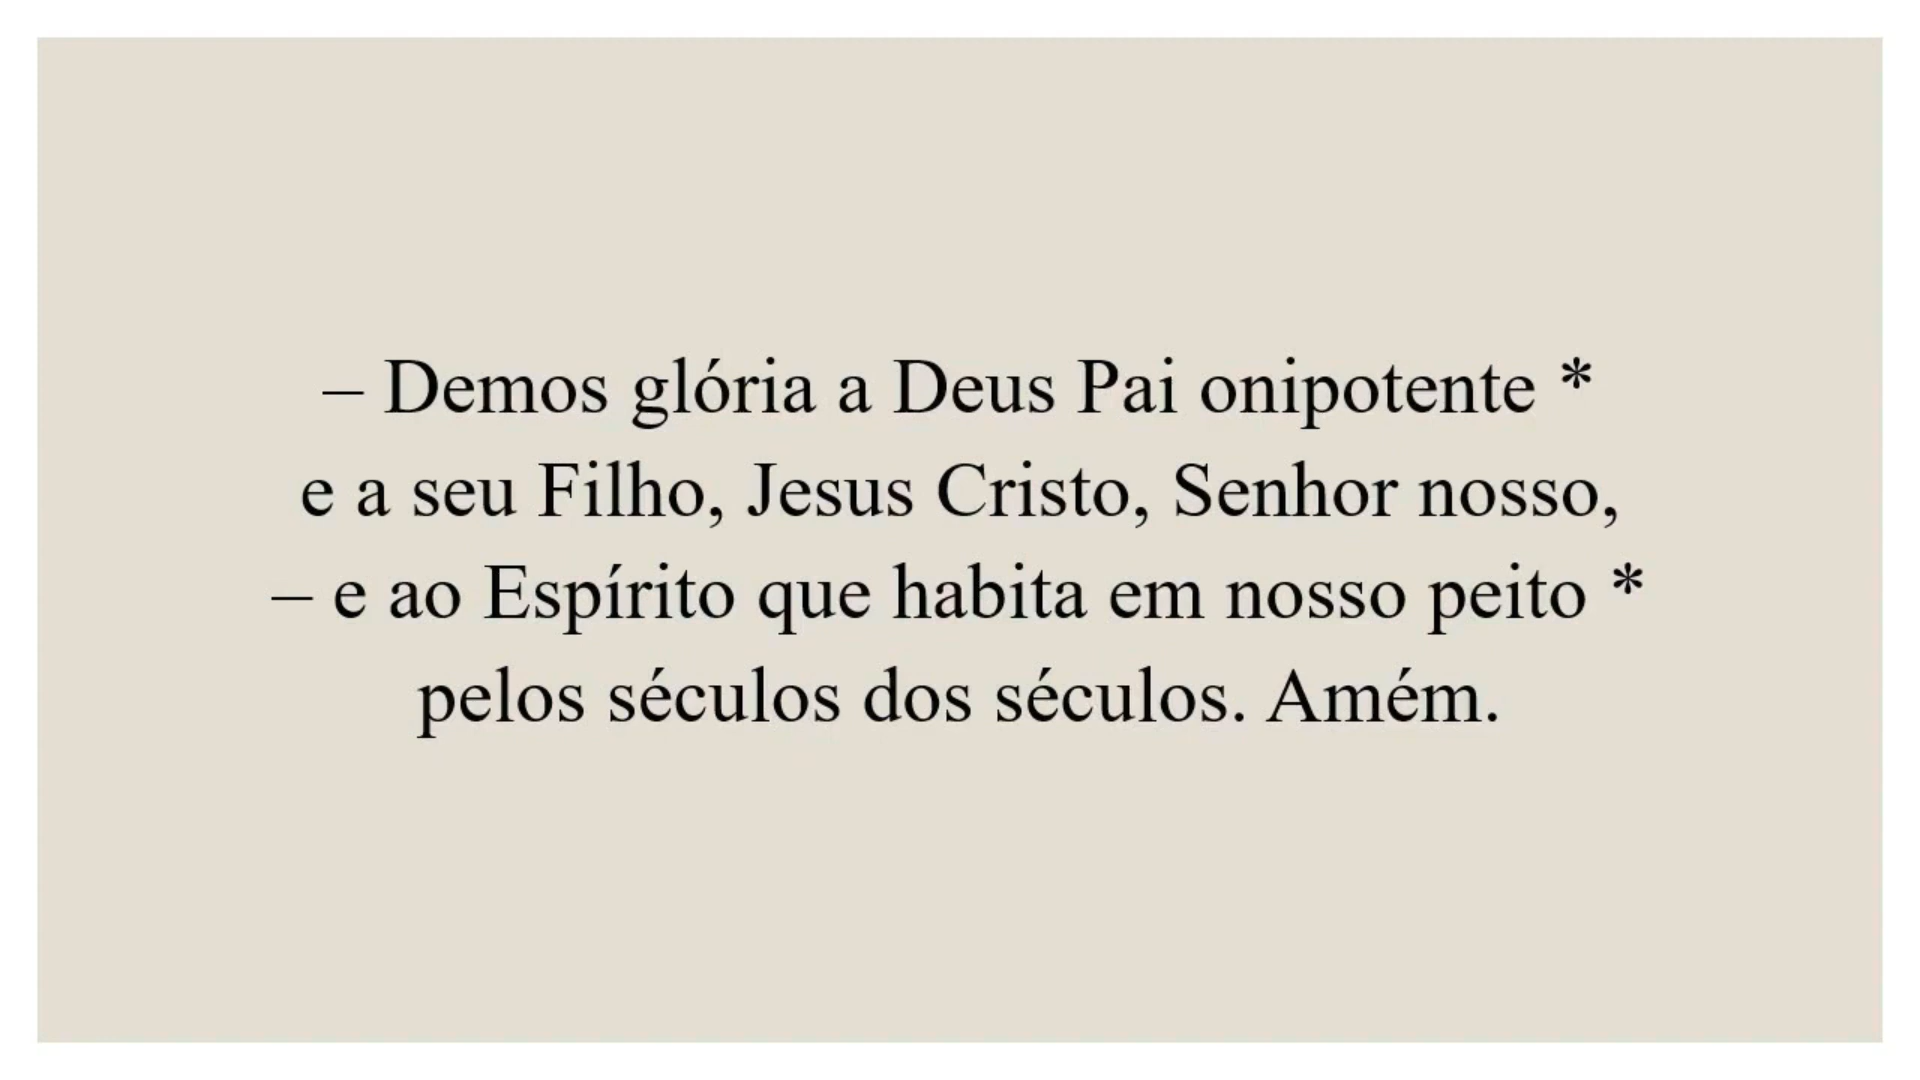 – Demos glória a Deus Pai onipotente *
e a seu Filho, Jesus Cristo, Senhor nosso,
– e ao Espírito que habita em nosso peito *
pelos séculos dos séculos. Amém.